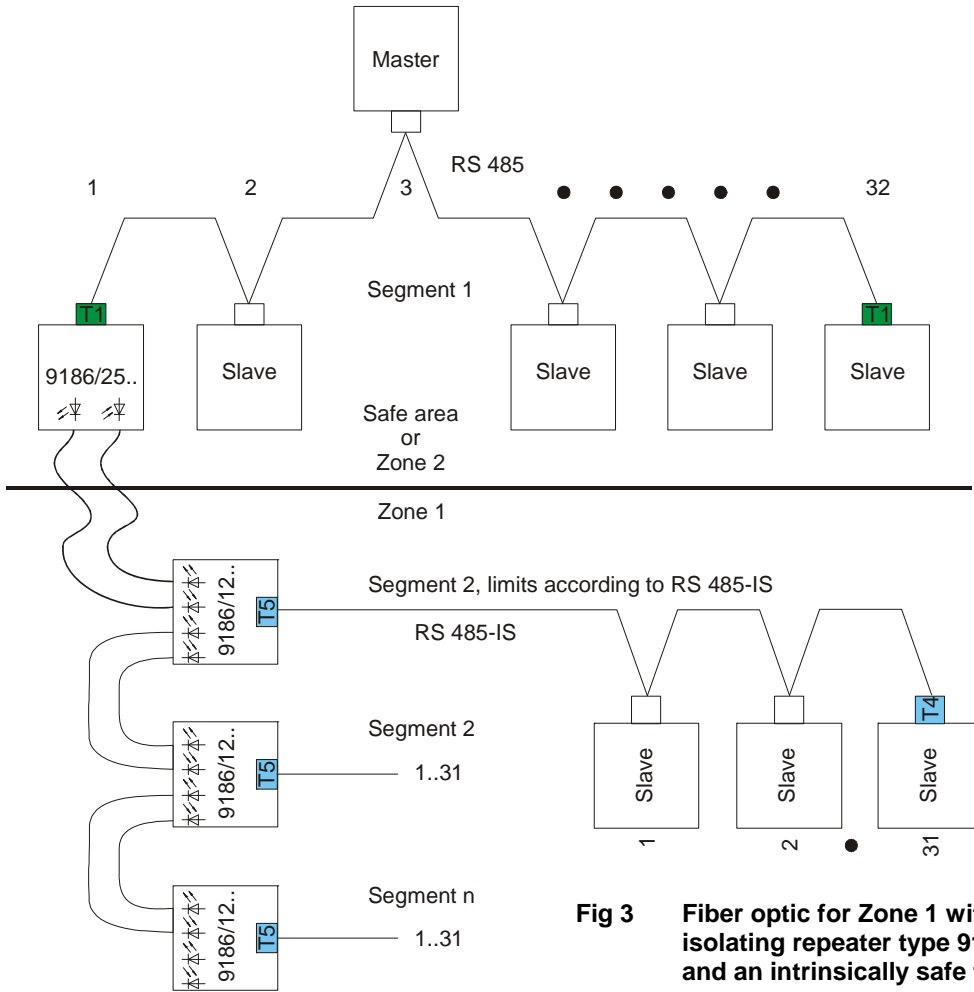 Master
RS 485
1 2 3 32
Segment 1
T1 T1
9186/25.. Slave Slave Slave Slave
Safe area
or
Zone 2
Zone 1
9186/12.. T5
Segment 2, limits according to RS 485-IS
RS 485-IS
T4
Slave Slave Slave
1 2 31
9186/12.. T5
Segment 2
1..31
9186/12.. T5
Segment n
1..31
Fig 3 Fiber optic for Zone 1 wi
isolating repeater type 9
and an intrinsically safe